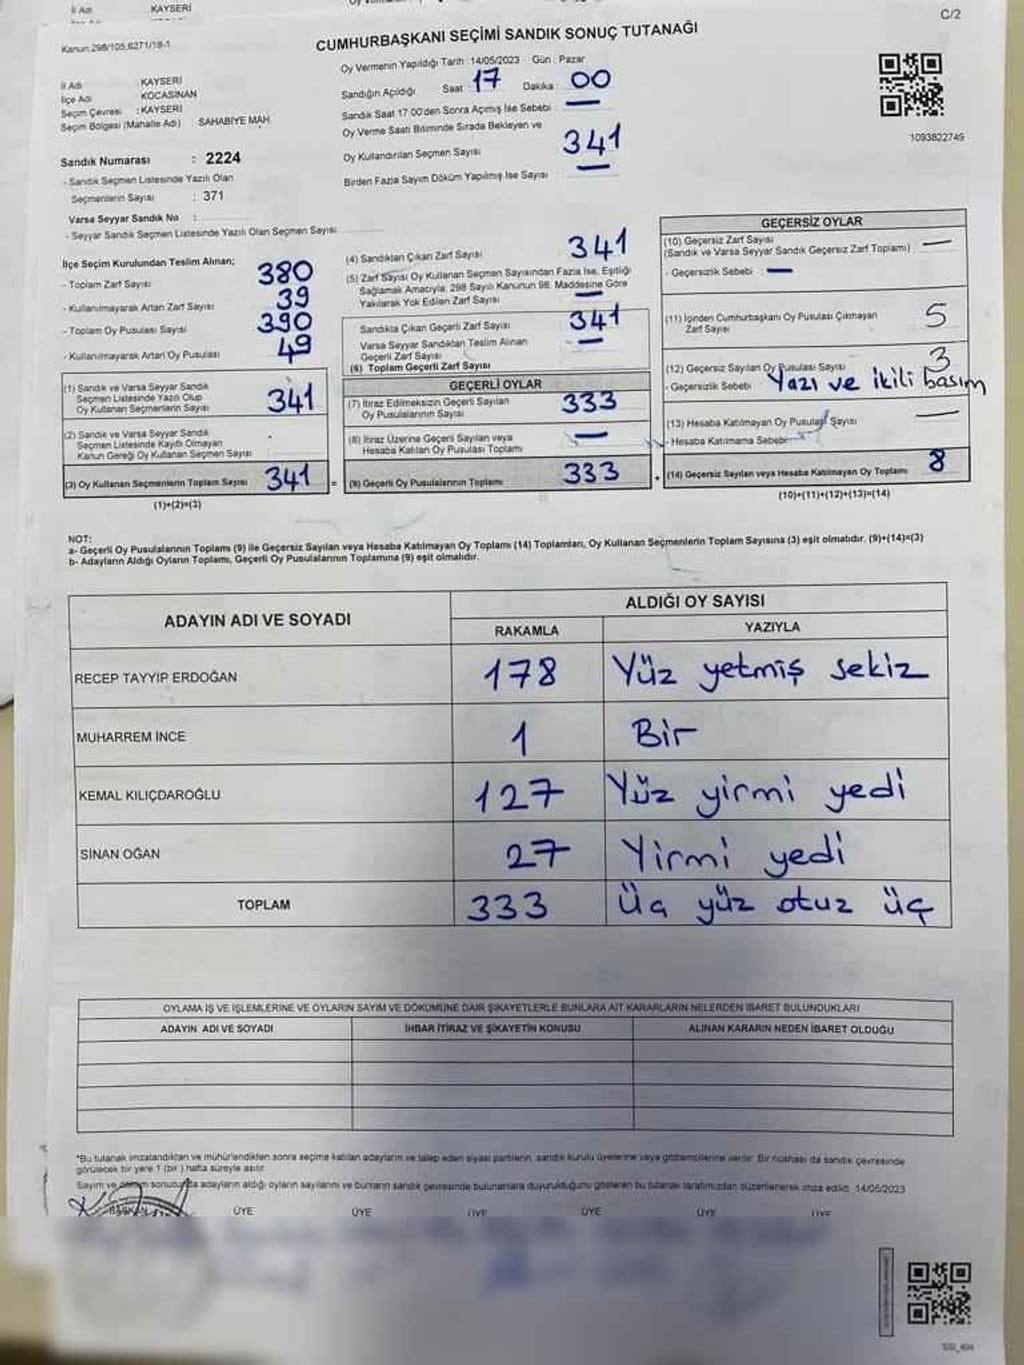 İl Adı KAYSERİ
C/2
Kanun:298/105,6271/18-1
CUMHURBAŞKANI SEÇİMİ SANDIK SONUÇ TUTANAĞI
Oy Vermenin Yapıldığı Tarih : 14/05/2023 Gün : Pazar
İl Adı KAYSERİ
İlçe Adı KOCASİNAN
Seçim Çevresi : KAYSERİ
Seçim Bölgesi (Mahalle Adı) SAHABİYE MAH.
Sandığın Açıldığı Saat : 17 Dakika : 00
Sandık Saat 17:00'den Sonra Açımış İse Sebebi —
Oy Verme Saati Bitiminde Sırada Bekleyen ve
Oy Kullandırılan Seçmen Sayısı 341
Birden Fazla Sayım Döküm Yapılmış İse Sayısı —
1093822749
Sandık Numarası : 2224
- Sandık Seçmen Listesinde Yazılı Olan
Seçmenlerin Sayısı : 371
Varsa Seyyar Sandık No :
- Seyyar Sandık Seçmen Listesinde Yazılı Olan Seçmen Sayısı
İlçe Seçim Kurulundan Teslim Alınan;
- Toplam Zarf Sayısı 380
- Kullanılmayarak Artan Zarf Sayısı 39
- Toplam Oy Pusulası Sayısı 390
- Kullanılmayarak Artan Oy Pusulası 49
(1) Sandık ve Varsa Seyyar Sandık
Seçmen Listesinde Yazılı Olup
Oy Kullanan Seçmenlerin Sayısı 341
(2) Sandık ve Varsa Seyyar Sandık
Seçmen Listesinde Kayıtlı Olmayan
Kanun Gereği Oy Kullanan Seçmen Sayısı
(3) Oy Kullanan Seçmenlerin Toplam Sayısı 341 =
(1)+(2)=(3)
(4) Sandıktan Çıkan Zarf Sayısı 341
(5) Zarf Sayısı Oy Kullanan Seçmen Sayısından Fazla İse, Eşitliği
Sağlamak Amacıyla; 298 Sayılı Kanunun 98. Maddesine Göre
Yakılarak Yok Edilen Zarf Sayısı —
Sandıkta Çıkan Geçerli Zarf Sayısı 341
Varsa Seyyar Sandıktan Teslim Alınan
Geçerli Zarf Sayısı —
(6) Toplam Geçerli Zarf Sayısı
GEÇERLİ OYLAR
(7) İtiraz Edilmeksizin Geçerli Sayılan
Oy Pusulalarının Sayısı 333
(8) İtiraz Üzerine Geçerli Sayılan veya
Hesaba Katılan Oy Pusulası Toplamı —
(9) Geçerli Oy Pusulalarının Toplamı 333 +
GEÇERSİZ OYLAR
(10) Geçersiz Zarf Sayısı
(Sandık ve Varsa Seyyar Sandık Geçersiz Zarf Toplamı) —
- Geçersizlik Sebebi : —
(11) İçinden Cumhurbaşkanı Oy Pusulası Çıkmayan
Zarf Sayısı 5
(12) Geçersiz Sayılan Oy Pusulası Sayısı 3
- Geçersizlik Sebebi Yazı ve ikili basım
(13) Hesaba Katılmayan Oy Pusulası Sayısı —
- Hesaba Katılmama Sebebi
(14) Geçersiz Sayılan veya Hesaba Katılmayan Oy Toplamı 8
(10)+(11)+(12)+(13)=(14)
NOT:
a- Geçerli Oy Pusulalarının Toplamı (9) ile Geçersiz Sayılan veya Hesaba Katılmayan Oy Toplamı (14) Toplamları, Oy Kullanan Seçmenlerin Toplam Sayısına (3) eşit olmalıdır. (9)+(14)=(3)
b- Adayların Aldığı Oyların Toplamı, Geçerli Oy Pusulalarının Toplamına (9) eşit olmalıdır.
ADAYIN ADI VE SOYADI ALDIĞI OY SAYISI
RAKAMLA YAZIYLA
RECEP TAYYİP ERDOĞAN 178 Yüz yetmiş sekiz
MUHARREM İNCE 1 Bir
KEMAL KILIÇDAROĞLU 127 Yüz yirmi yedi
SİNAN OĞAN 27 Yirmi yedi
TOPLAM 333 Üç yüz otuz üç
OYLAMA İŞ VE İŞLEMLERİNE VE OYLARIN SAYIM VE DÖKÜMÜNE DAİR ŞİKAYETLERLE BUNLARA AİT KARARLARIN NELERDEN İBARET BULUNDUKLARI
ADAYIN ADI VE SOYADI İHBAR İTİRAZ VE ŞİKAYETİN KONUSU ALINAN KARARIN NEDEN İBARET OLDUĞU
*Bu tutanak imzalandıktan ve mühürlendikten sonra seçime katılan adayların ve talep eden siyasi partilerin, sandık kurulu üyelerine veya gözlemcilerine verilir. Bir nüshası da sandık çevresinde
görülecek bir yere 1 (bir ) hafta süreyle asılır.
Sayım ve döküm sonucunda adayların aldığı oyların sayılarını ve bunların sandık çevresinde bulunanlara duyurulduğunu gösteren bu tutanak tarafımızdan düzenlenerek imza edildi. 14/05/2023
BAŞKAN ÜYE ÜYE ÜYE ÜYE ÜYE ÜYE